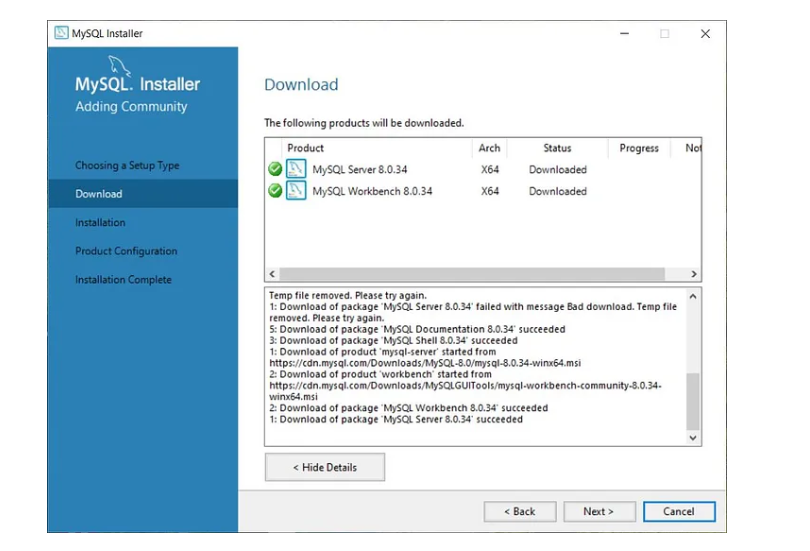 MySQL Installer
MySQL. Installer
Adding Community
Choosing a Setup Type
Download
Installation
Product Configuration
Installation Complete
Download
The following products will be downloaded.
Product Arch Status Progress Not
MySQL Server 8.0.34 X64 Downloaded
MySQL Workbench 8.0.34 X64 Downloaded
Temp file removed. Please try again.
1: Download of package 'MySQL Server 8.0.34' failed with message Bad download. Temp file
removed. Please try again.
5: Download of package 'MySQL Documentation 8.0.34' succeeded
3: Download of package 'MySQL Shell 8.0.34' succeeded
1: Download of product 'mysql-server' started from
https://cdn.mysql.com/Downloads/MySQL-8.0/mysql-8.0.34-winx64.msi
2: Download of product 'workbench' started from
https://cdn.mysql.com/Downloads/MySQLGUITools/mysql-workbench-community-8.0.34-
winx64.msi
2: Download of package 'MySQL Workbench 8.0.34' succeeded
1: Download of package 'MySQL Server 8.0.34' succeeded
< Hide Details
< Back
Next >
Cancel